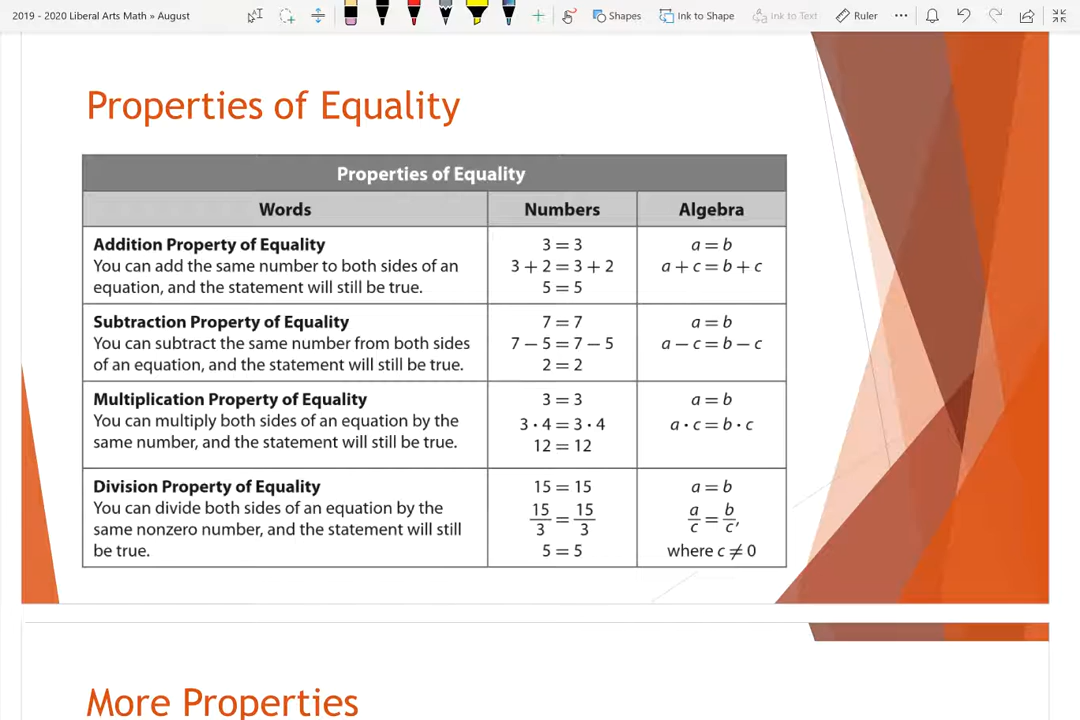 2019 - 2020 Liberal Arts Math » August
Shapes
Ink to Shape
Ink to Text
Ruler
Properties of Equality
Properties of Equality
Words Numbers Algebra
Addition Property of Equality
You can add the same number to both sides of an
equation, and the statement will still be true.
3 = 3
3 + 2 = 3 + 2
5 = 5
a = b
a + c = b + c
Subtraction Property of Equality
You can subtract the same number from both sides
of an equation, and the statement will still be true.
7 = 7
7 − 5 = 7 − 5
2 = 2
a = b
a − c = b − c
Multiplication Property of Equality
You can multiply both sides of an equation by the
same number, and the statement will still be true.
3 = 3
3 · 4 = 3 · 4
12 = 12
a = b
a · c = b · c
Division Property of Equality
You can divide both sides of an equation by the
same nonzero number, and the statement will still
be true.
15 = 15
15/3 = 15/3
5 = 5
a = b
a/c = b/c,
where c ≠ 0
More Properties